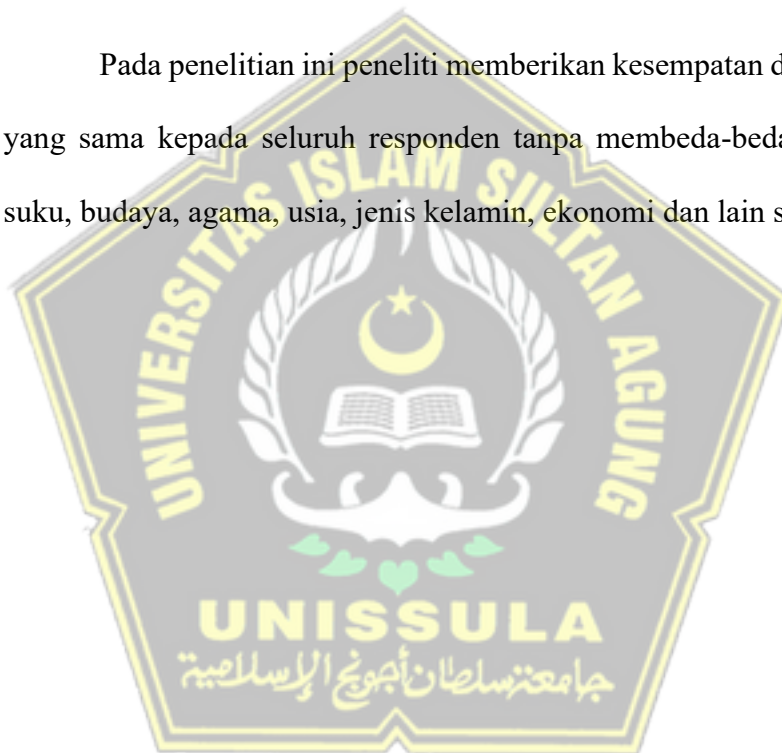 Pada penelitian ini peneliti memberikan kesempatan d
yang sama kepada seluruh responden tanpa membeda-beda
suku, budaya, agama, usia, jenis kelamin, ekonomi dan lain s
UNIVERSITAS ISLAM SULTAN AGUNG
UNISSULA
جامعة سلطان أجونج الإسلامية